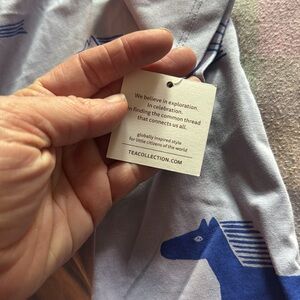 We believe in exploration.
In celebration.
In finding the common thread
that connects us all.
globally inspired style
for little citizens of the world
TEACOLLECTION.COM